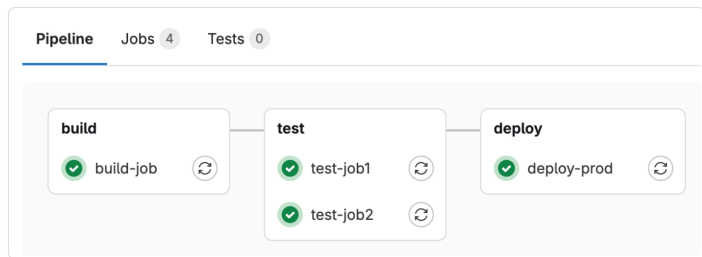 Pipeline Jobs 4 Tests 0
build
build-job
test
test-job1
test-job2
deploy
deploy-prod